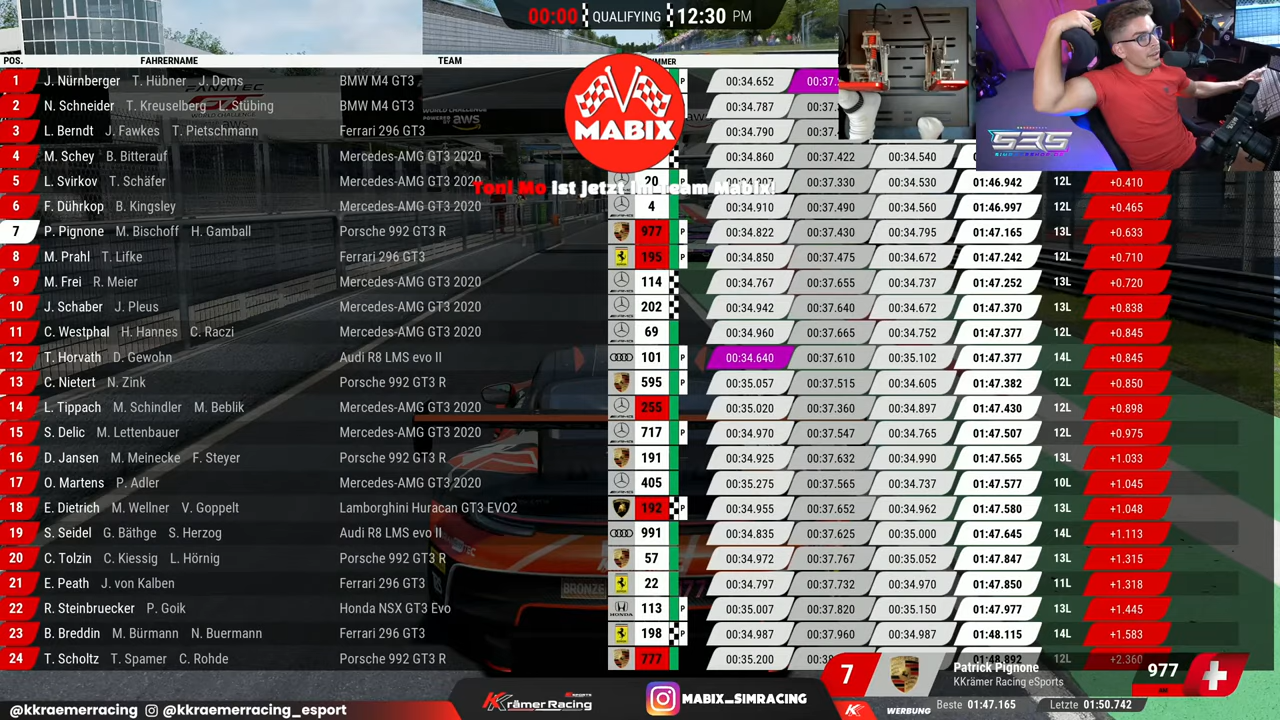 00:00 QUALIFYING 12:30 PM
POS. FAHRERNAME TEAM
1 J. Nürnberger T. Hübner J. Dems BMW M4 GT3 P 00:34.652
2 N. Schneider T. Kreuselberg L. Stübing BMW M4 GT3 00:34.787
3 L. Berndt J. Fawkes T. Pietschmann Ferrari 296 GT3 00:34.790
4 M. Schey B. Bitterauf Mercedes-AMG GT3 2020 00:34.860 00:37.422 00:34.540
MABIX
Toni Mo ist jetzt im Team Mabix!
5 L. Svirkov T. Schäfer Mercedes-AMG GT3 2020 20 00:37.330 00:34.530 01:46.942 12L +0.410
6 F. Dührkop B. Kingsley Mercedes-AMG GT3 2020 4 00:34.910 00:37.490 00:34.560 01:46.997 12L +0.465
7 P. Pignone M. Bischoff H. Gamball Porsche 992 GT3 R 977 P 00:34.822 00:37.430 00:34.795 01:47.165 13L +0.633
8 M. Prahl T. Lifke Ferrari 296 GT3 195 P 00:34.850 00:37.475 00:34.672 01:47.242 12L +0.710
9 M. Frei R. Meier Mercedes-AMG GT3 2020 114 00:34.767 00:37.655 00:34.737 01:47.252 13L +0.720
10 J. Schaber J. Pleus Mercedes-AMG GT3 2020 202 00:34.942 00:37.640 00:34.672 01:47.370 13L +0.838
11 C. Westphal H. Hannes C. Raczi Mercedes-AMG GT3 2020 69 00:34.960 00:37.665 00:34.752 01:47.377 12L +0.845
12 T. Horvath D. Gewohn Audi R8 LMS evo II 101 P 00:34.640 00:37.610 00:35.102 01:47.377 14L +0.845
13 C. Nietert N. Zink Porsche 992 GT3 R 595 P 00:35.057 00:37.515 00:34.605 01:47.382 12L +0.850
14 L. Tippach M. Schindler M. Beblik Mercedes-AMG GT3 2020 255 00:35.020 00:37.360 00:34.897 01:47.430 12L +0.898
15 S. Delic M. Lettenbauer Mercedes-AMG GT3 2020 717 P 00:34.970 00:37.547 00:34.765 01:47.507 12L +0.975
16 D. Jansen M. Meinecke F. Steyer Porsche 992 GT3 R 191 00:34.925 00:37.632 00:34.990 01:47.565 13L +1.033
17 O. Martens P. Adler Mercedes-AMG GT3 2020 405 00:35.275 00:37.565 00:34.737 01:47.577 10L +1.045
18 E. Dietrich M. Wellner V. Goppelt Lamborghini Huracan GT3 EVO2 192 P 00:34.955 00:37.652 00:34.962 01:47.580 13L +1.048
19 S. Seidel G. Bäthge S. Herzog Audi R8 LMS evo II 991 00:34.835 00:37.625 00:35.000 01:47.645 14L +1.113
20 C. Tolzin C. Kiessig L. Hörnig Porsche 992 GT3 R 57 00:34.972 00:37.767 00:35.052 01:47.847 13L +1.315
21 E. Peath J. von Kalben Ferrari 296 GT3 22 00:34.797 00:37.732 00:34.970 01:47.850 11L +1.318
22 R. Steinbruecker P. Goik Honda NSX GT3 Evo 113 P 00:35.007 00:37.820 00:35.150 01:47.977 13L +1.445
23 B. Breddin M. Bürmann N. Buermann Ferrari 296 GT3 198 P 00:34.987 00:37.960 00:34.987 01:48.115 14L +1.583
24 T. Scholtz T. Spamer C. Rohde Porsche 992 GT3 R 777 00:35.200 01:48.892 12L +2.360
7 Patrick Pignone 977
KKrämer Racing eSports AM
WERBUNG Beste 01:47.165 Letzte 01:50.742
@kkraemerracing @kkraemerracing_esport
Krämer Racing ESPORTS
MABIX_SIMRACING
FANATEC
WORLD CHALLENGE
POWERED BY aws
BRONZE
S3S